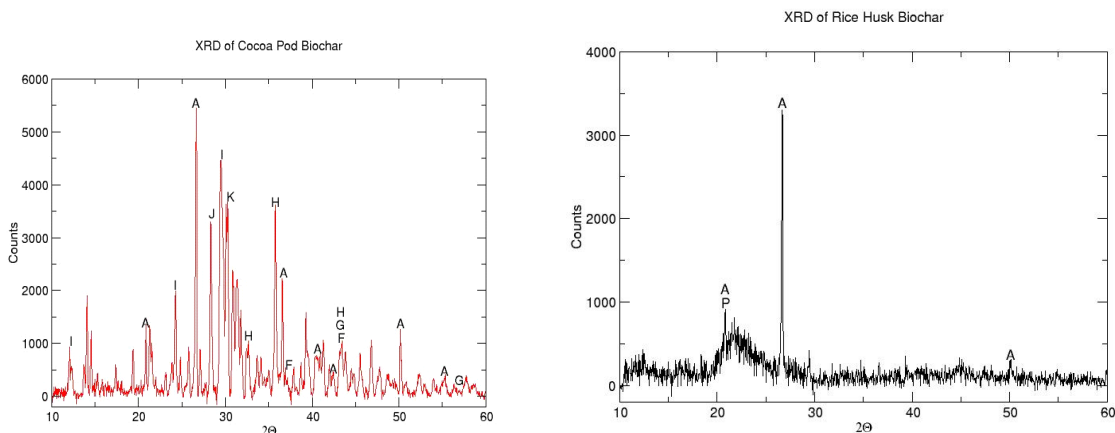 XRD of Cocoa Pod Biochar
6000
5000
4000
3000
2000
1000
0
Counts
10
20
30
40
50
60
2Θ
I
A
I
A
J
I
K
H
H
A
F
A
A
H
G
F
A
A
G
XRD of Rice Husk Biochar
4000
3000
2000
1000
0
Counts
10
20
30
40
50
60
2Θ
A
P
A
A